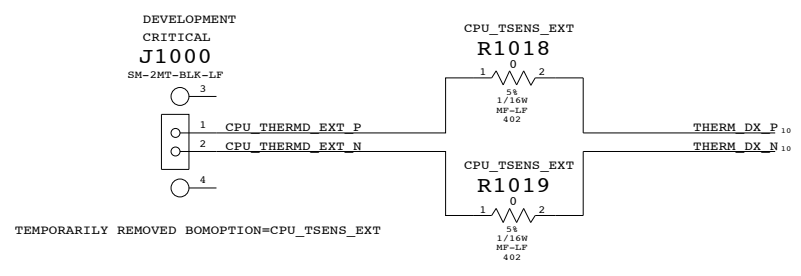 DEVELOPMENT
CRITICAL
J1000
SM-2MT-BLK-LF
3
1 CPU_THERMD_EXT_P
2 CPU_THERMD_EXT_N
4
CPU_TSENS_EXT
R1018
0
1 2
5%
1/16W
MF-LF
402
THERM_DX_P 10
THERM_DX_N 10
CPU_TSENS_EXT
R1019
0
1 2
5%
1/16W
MF-LF
402
TEMPORARILY REMOVED BOMOPTION=CPU_TSENS_EXT